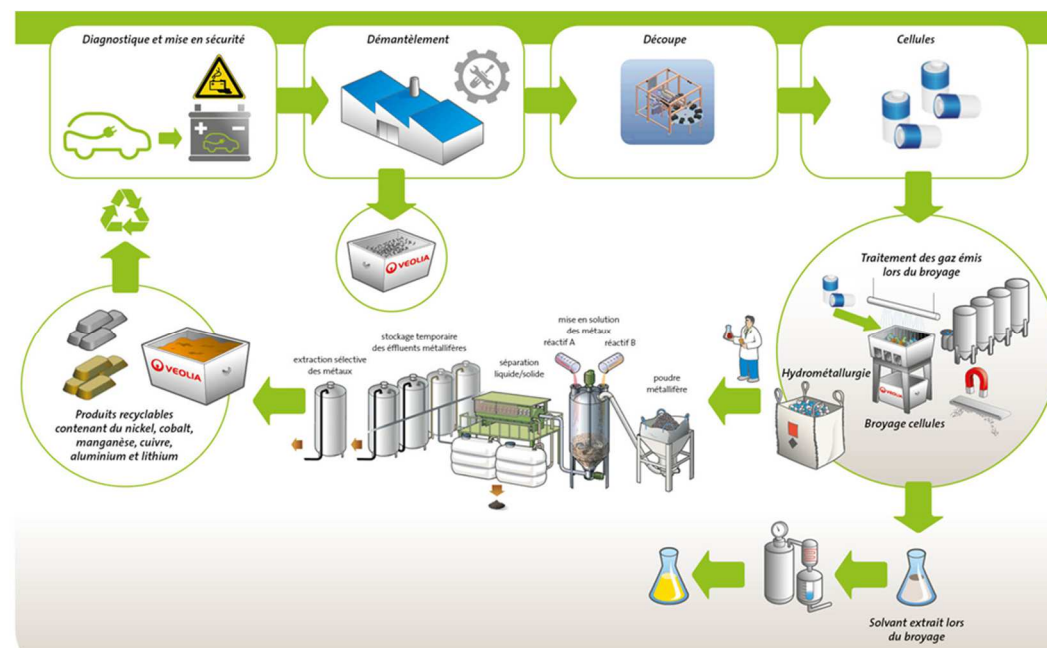 Diagnostique et mise en sécurité
Démantèlement
Découpe
Cellules
VEOLIA
Traitement des gaz émis
lors du broyage
Hydrométallurgie
VEOLIA
Broyage cellules
mise en solution
des métaux
réactif A
réactif B
poudre
métallifère
stockage temporaire
des éffluents métallifères
séparation
liquide/solide
extraction sélective
des métaux
VEOLIA
Produits recyclables
contenant du nickel, cobalt,
manganèse, cuivre,
aluminium et lithium
Solvant extrait lors
du broyage